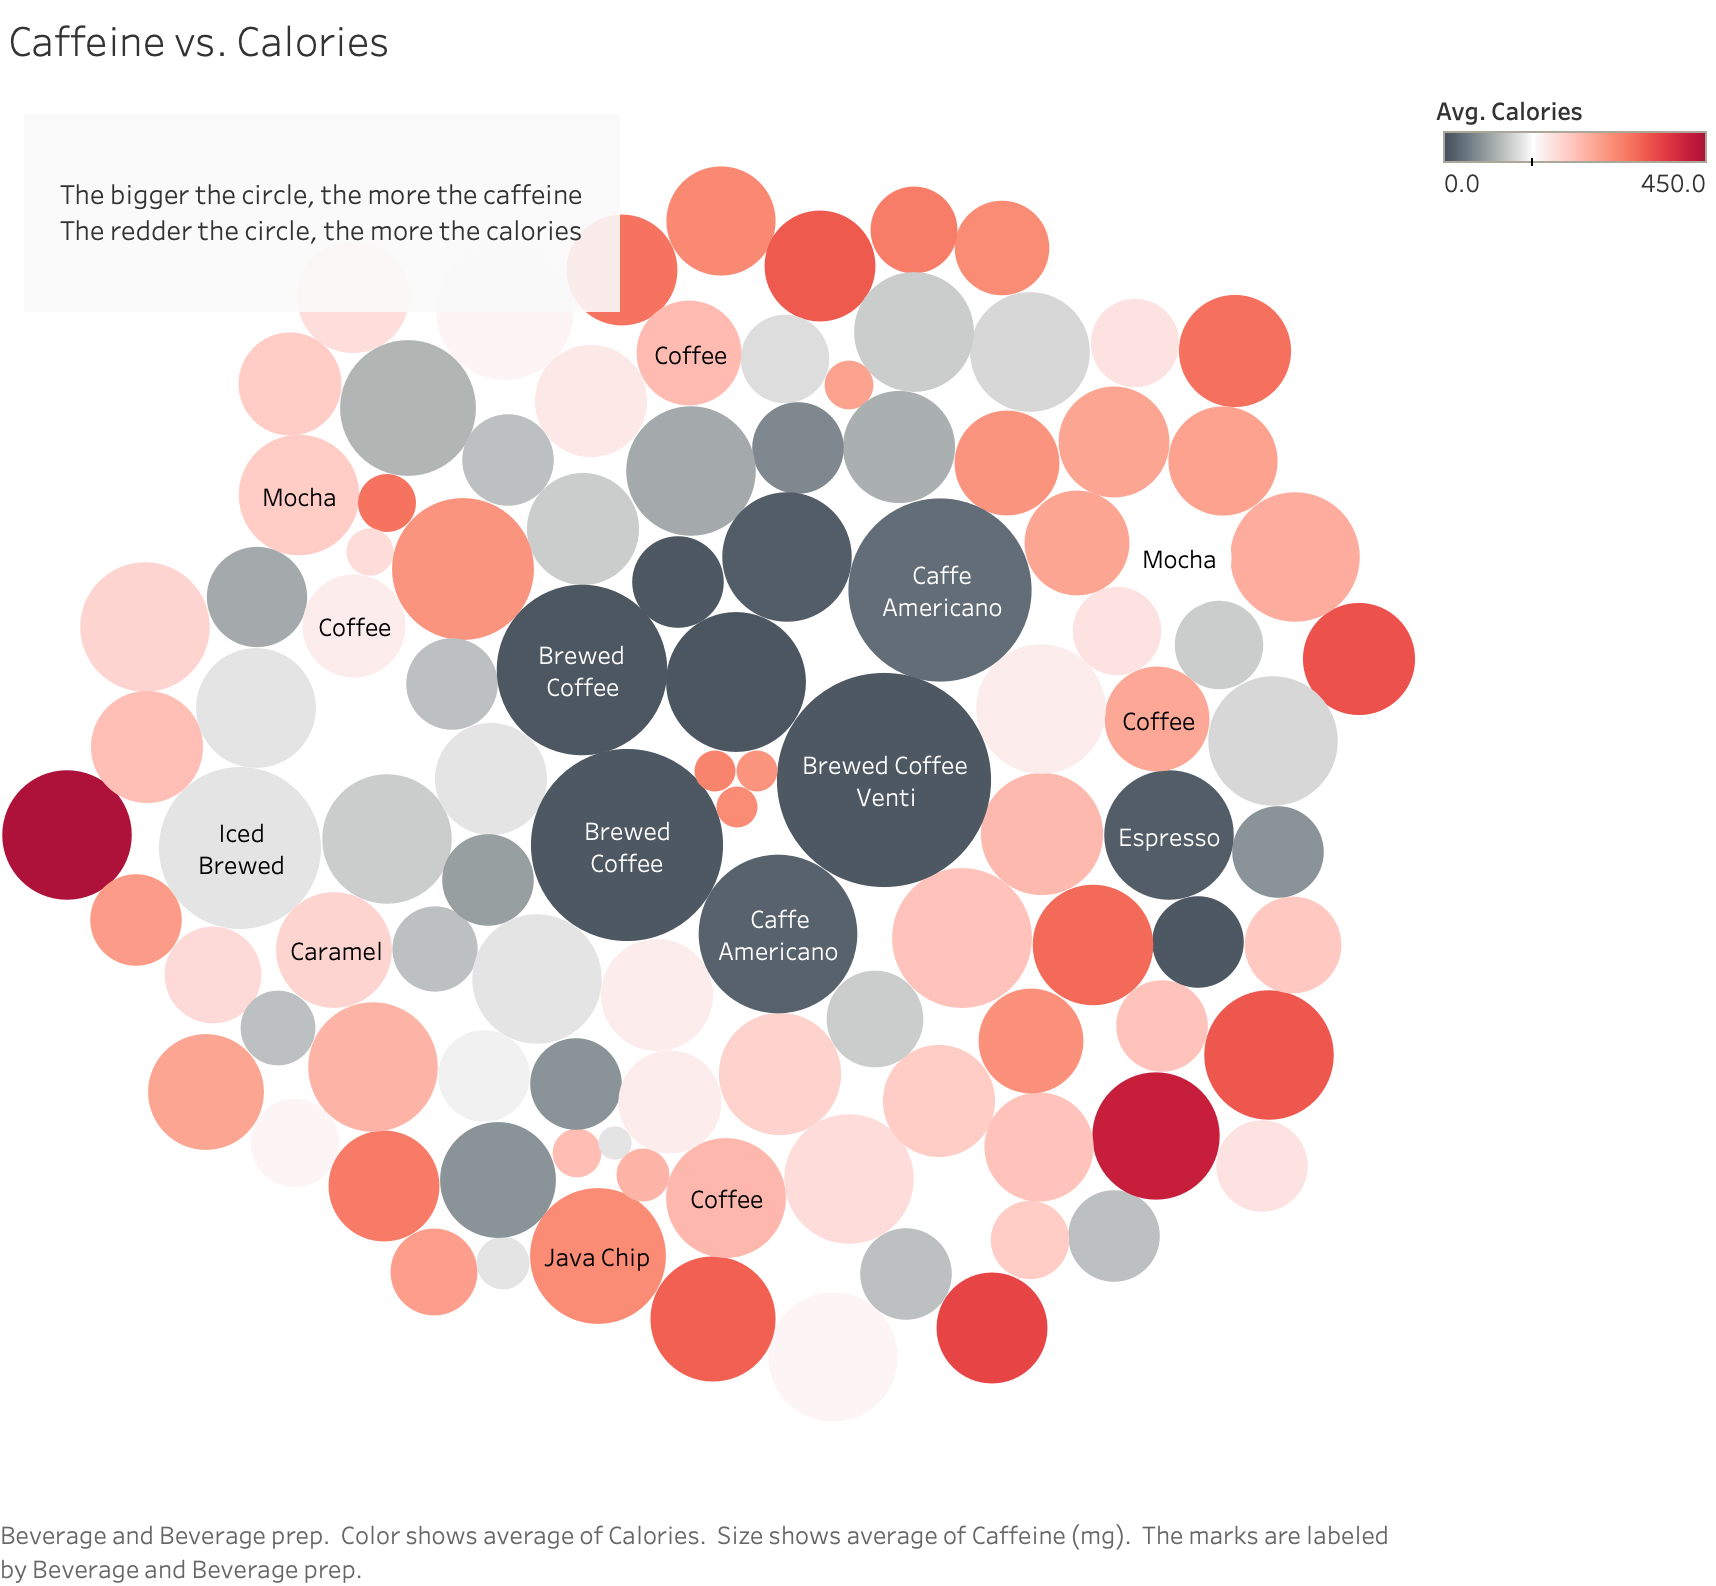 Caffeine vs. Calories
Avg. Calories
0.0 450.0
The bigger the circle, the more the caffeine
The redder the circle, the more the calories
Coffee
Mocha
Mocha
Caffe
Americano
Coffee
Brewed
Coffee
Coffee
Brewed Coffee
Venti
Iced
Brewed
Brewed
Coffee
Espresso
Caffe
Americano
Caramel
Coffee
Java Chip
Beverage and Beverage prep.  Color shows average of Calories.  Size shows average of Caffeine (mg).  The marks are labeled
by Beverage and Beverage prep.